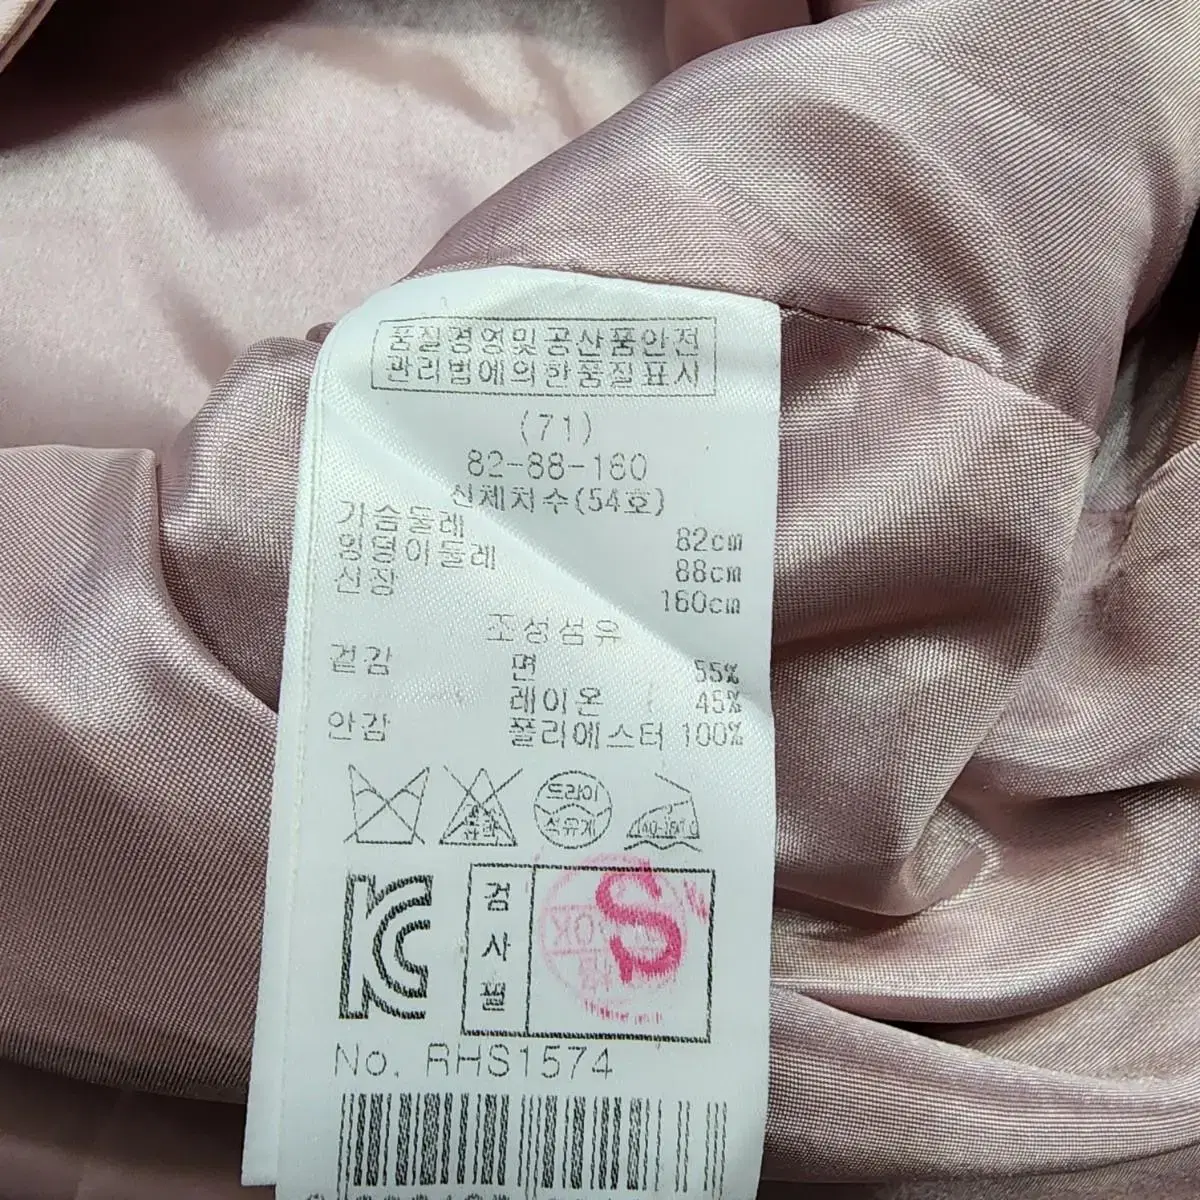 품질경영및공산품안전
관리법에의한품질표시
(71)
82-88-160
신체치수(54호)
가슴둘레 82cm
엉덩이둘레 88cm
신장 160cm
조성섬유
겉감 면 55%
레이온 45%
안감 폴리에스터 100%
드라이
석유계
140-160℃
KC
검사필
S
No. RHS1574